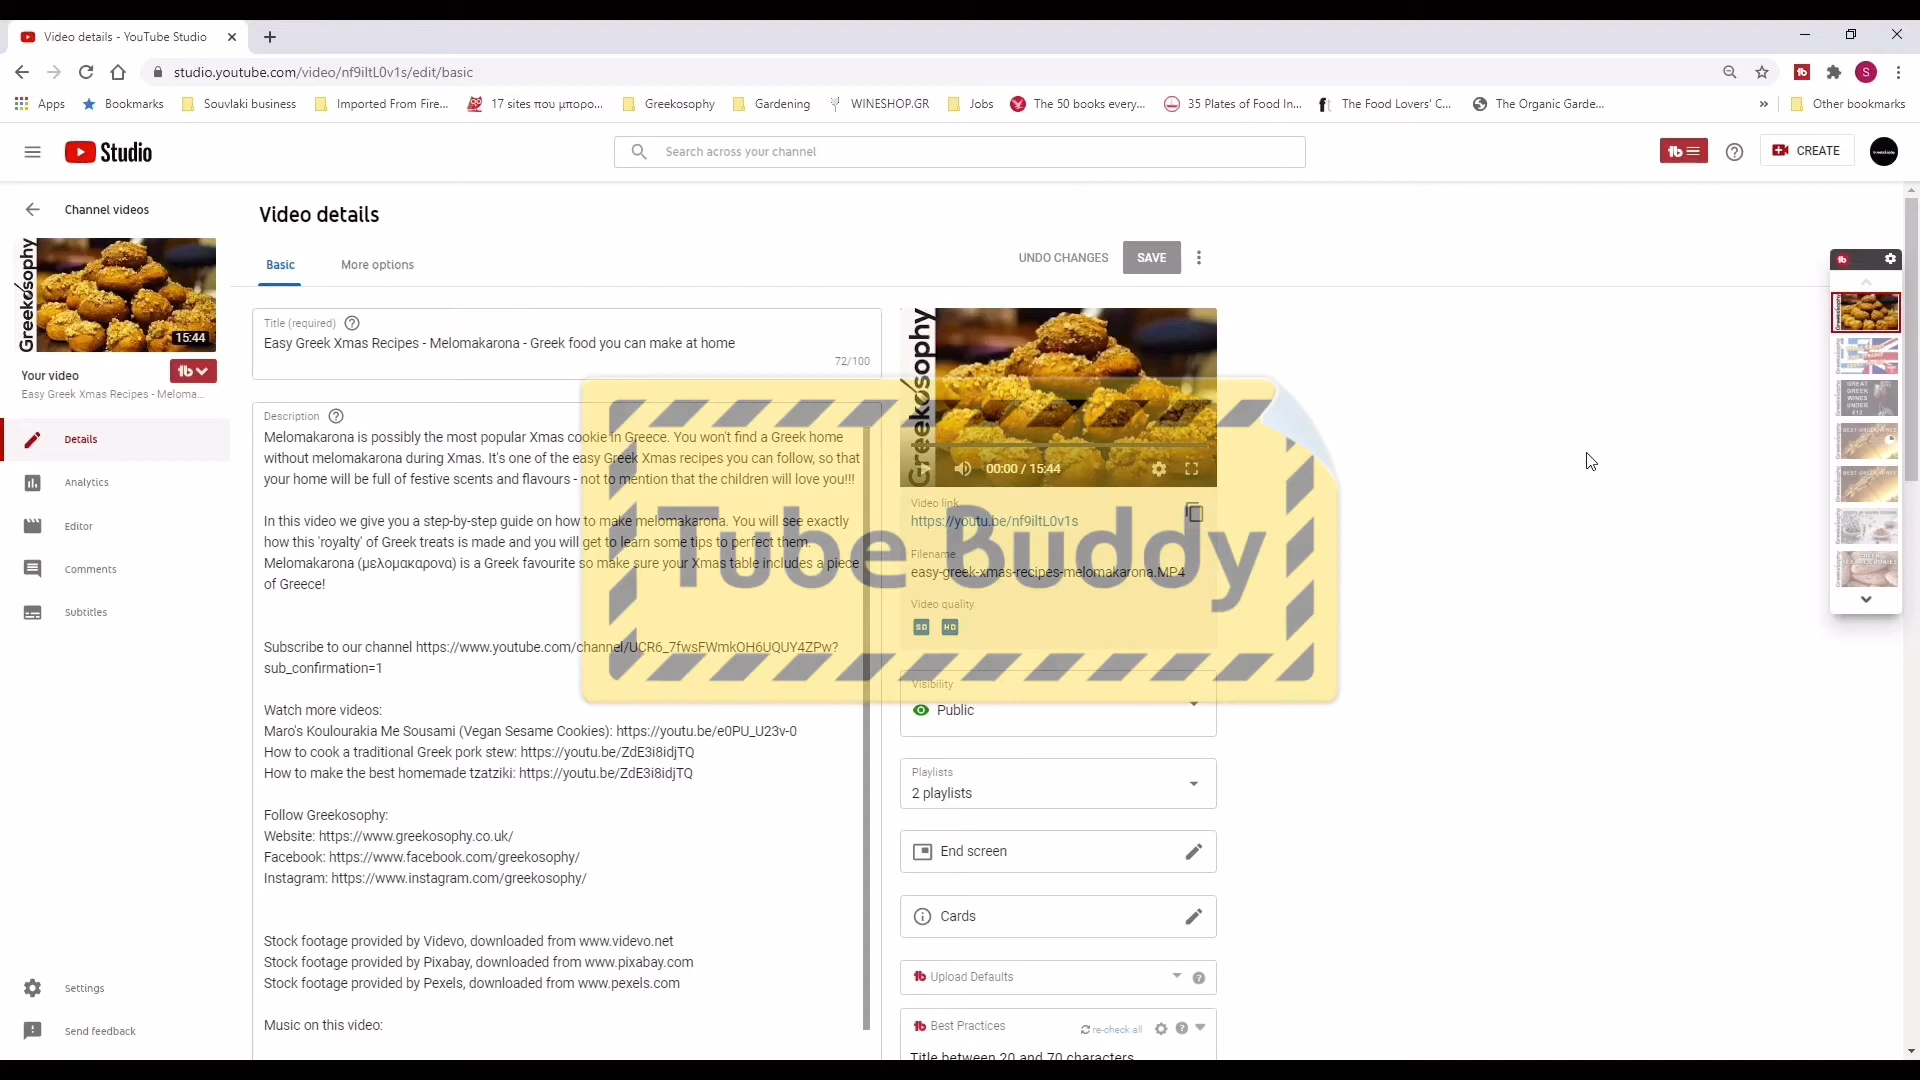 Video details - YouTube Studio
studio.youtube.com/video/nf9iltL0v1s/edit/basic
Apps
Bookmarks
Souvlaki business
Imported From Fire...
17 sites που μπορο...
Greekosophy
Gardening
WINESHOP.GR
Jobs
The 50 books every...
35 Plates of Food In...
The Food Lovers' C...
The Organic Garde...
»
Other bookmarks
S
Studio
Search across your channel
CREATE
Channel videos
Greekosophy
15:44
Your video
Easy Greek Xmas Recipes - Meloma...
Details
Analytics
Editor
Comments
Subtitles
Settings
Send feedback
Video details
Basic
More options
UNDO CHANGES
SAVE
Title (required)
Easy Greek Xmas Recipes - Melomakarona - Greek food you can make at home
72/100
Description
Melomakarona is possibly the most popular Xmas cookie in Greece. You won't find a Greek home
without melomakarona during Xmas. It's one of the easy Greek Xmas recipes you can follow, so that
your home will be full of festive scents and flavours - not to mention that the children will love you!!!
In this video we give you a step-by-step guide on how to make melomakarona. You will see exactly
how this 'royalty' of Greek treats is made and you will get to learn some tips to perfect them.
Melomakarona (μελομακαρονα) is a Greek favourite so make sure your Xmas table includes a piece
of Greece!
Subscribe to our channel https://www.youtube.com/channel/UCR6_7fwsFWmkOH6UQUY4ZPw?
sub_confirmation=1
Watch more videos:
Maro's Koulourakia Me Sousami (Vegan Sesame Cookies): https://youtu.be/e0PU_U23v-0
How to cook a traditional Greek pork stew: https://youtu.be/ZdE3i8idjTQ
How to make the best homemade tzatziki: https://youtu.be/ZdE3i8idjTQ
Follow Greekosophy:
Website: https://www.greekosophy.co.uk/
Facebook: https://www.facebook.com/greekosophy/
Instagram: https://www.instagram.com/greekosophy/
Stock footage provided by Videvo, downloaded from www.videvo.net
Stock footage provided by Pixabay, downloaded from www.pixabay.com
Stock footage provided by Pexels, downloaded from www.pexels.com
Music on this video:
Greekosophy
00:00 / 15:44
Video link
https://youtu.be/nf9iltL0v1s
Filename
easy-greek-xmas-recipes-melomakarona.MP4
Video quality
SD
HD
Tube Buddy
Visibility
Public
Playlists
2 playlists
End screen
Cards
Upload Defaults
Best Practices
re-check all
Title between 20 and 70 characters
GREAT
GREEK
WINES
UNDER
£12